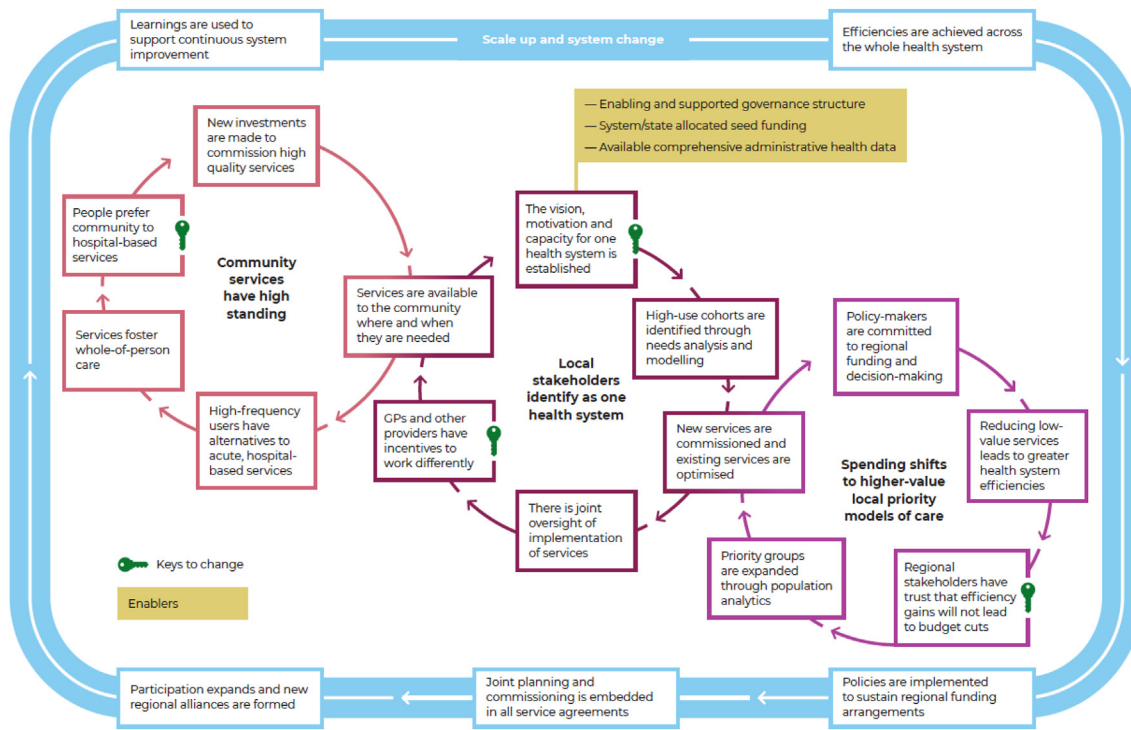 Learnings are used to
support continuous system
improvement
Scale up and system change
Efficiencies are achieved across
the whole health system
— Enabling and supported governance structure
— System/state allocated seed funding
— Available comprehensive administrative health data
New investments
are made to
commission high
quality services
People prefer
community to
hospital-based
services
Community
services
have high
standing
Services foster
whole-of-person
care
High-frequency
users have
alternatives to
acute, hospital-
based services
Services are available
to the community
where and when
they are needed
The vision,
motivation and
capacity for one
health system is
established
High-use cohorts are
identified through
needs analysis and
modelling
Local
stakeholders
identify as one
health system
GPs and other
providers have
incentives to
work differently
There is joint
oversight of
implementation
of services
New services are
commissioned and
existing services are
optimised
Policy-makers
are committed
to regional
funding and
decision-making
Reducing low-
value services
leads to greater
health system
efficiencies
Spending shifts
to higher-value
local priority
models of care
Priority groups
are expanded
through population
analytics
Regional
stakeholders have
trust that efficiency
gains will not lead
to budget cuts
Keys to change
Enablers
Participation expands and new
regional alliances are formed
Joint planning and
commissioning is embedded
in all service agreements
Policies are implemented
to sustain regional funding
arrangements